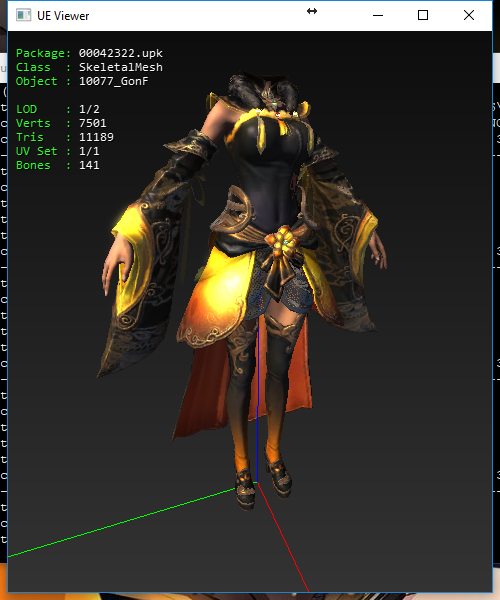 UE Viewer
Package: 00042322.upk
Class : SkeletalMesh
Object : 10077_GonF
LOD : 1/2
Verts : 7501
Tris : 11189
UV Set : 1/1
Bones : 141